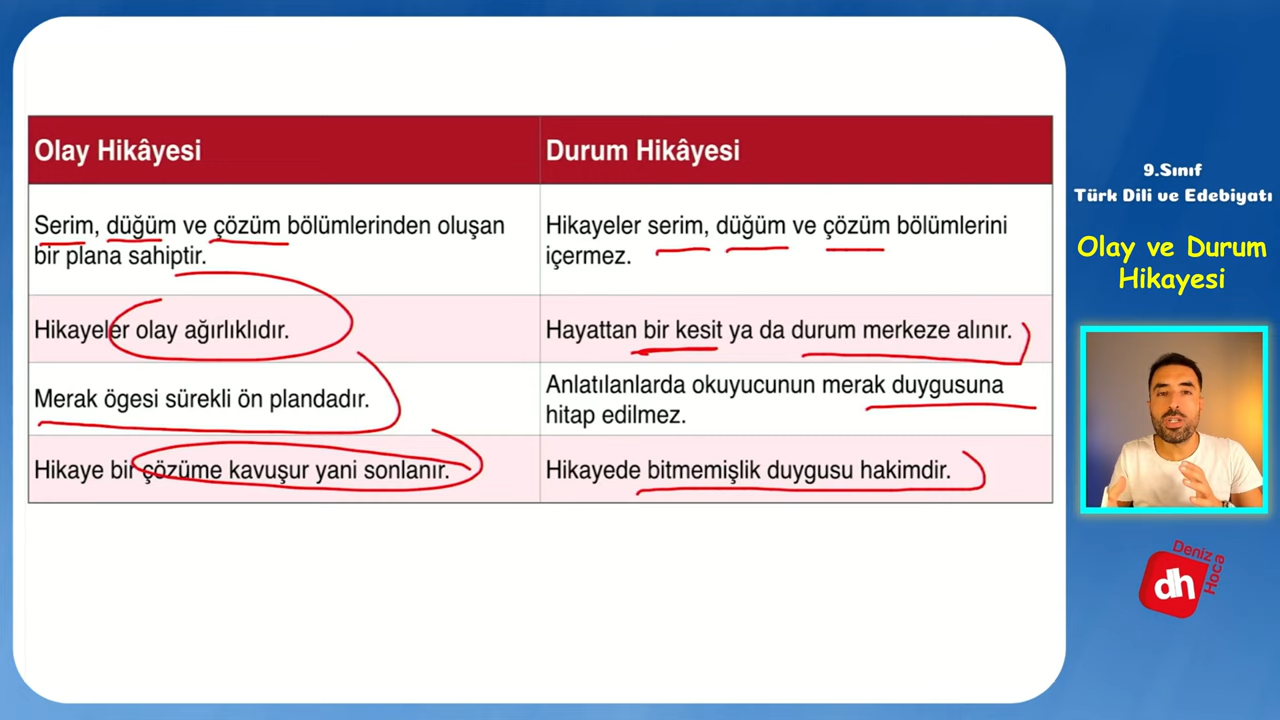 Olay Hikâyesi
Durum Hikâyesi
Serim, düğüm ve çözüm bölümlerinden oluşan
bir plana sahiptir.
Hikayeler serim, düğüm ve çözüm bölümlerini
içermez.
Hikayeler olay ağırlıklıdır.
Hayattan bir kesit ya da durum merkeze alınır.
Merak ögesi sürekli ön plandadır.
Anlatılanlarda okuyucunun merak duygusuna
hitap edilmez.
Hikaye bir çözüme kavuşur yani sonlanır.
Hikayede bitmemişlik duygusu hakimdir.
9.Sınıf
Türk Dili ve Edebiyatı
Olay ve Durum
Hikayesi
Deniz
Hoca
dh